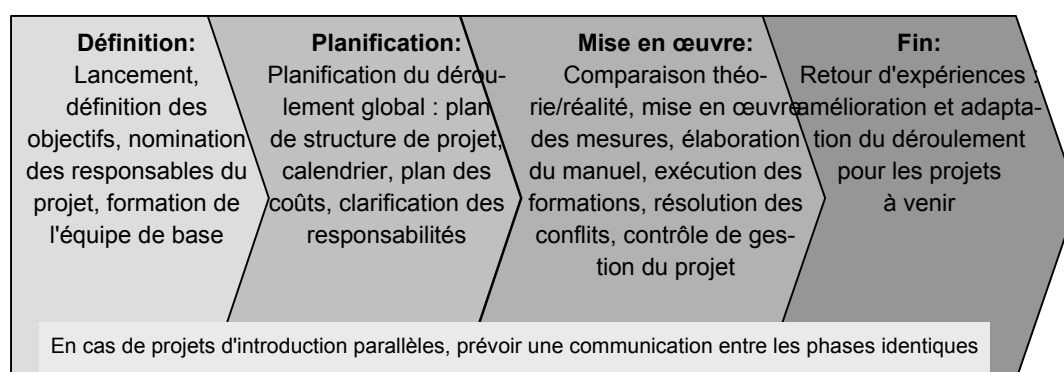 Définition:
Lancement,
définition des
objectifs, nomination
des responsables du
projet, formation de
l'équipe de base
Planification:
Planification du dérou-
lement global : plan
de structure de projet,
calendrier, plan des
coûts, clarification des
responsabilités
Mise en œuvre:
Comparaison théo-
rie/réalité, mise en œuvre
des mesures, élaboration
du manuel, exécution des
formations, résolution des
conflits, contrôle de ges-
tion du projet
Fin:
Retour d'expériences :
amélioration et adapta-
tion du déroulement
pour les projets
à venir
En cas de projets d'introduction parallèles, prévoir une communication entre les phases identiques